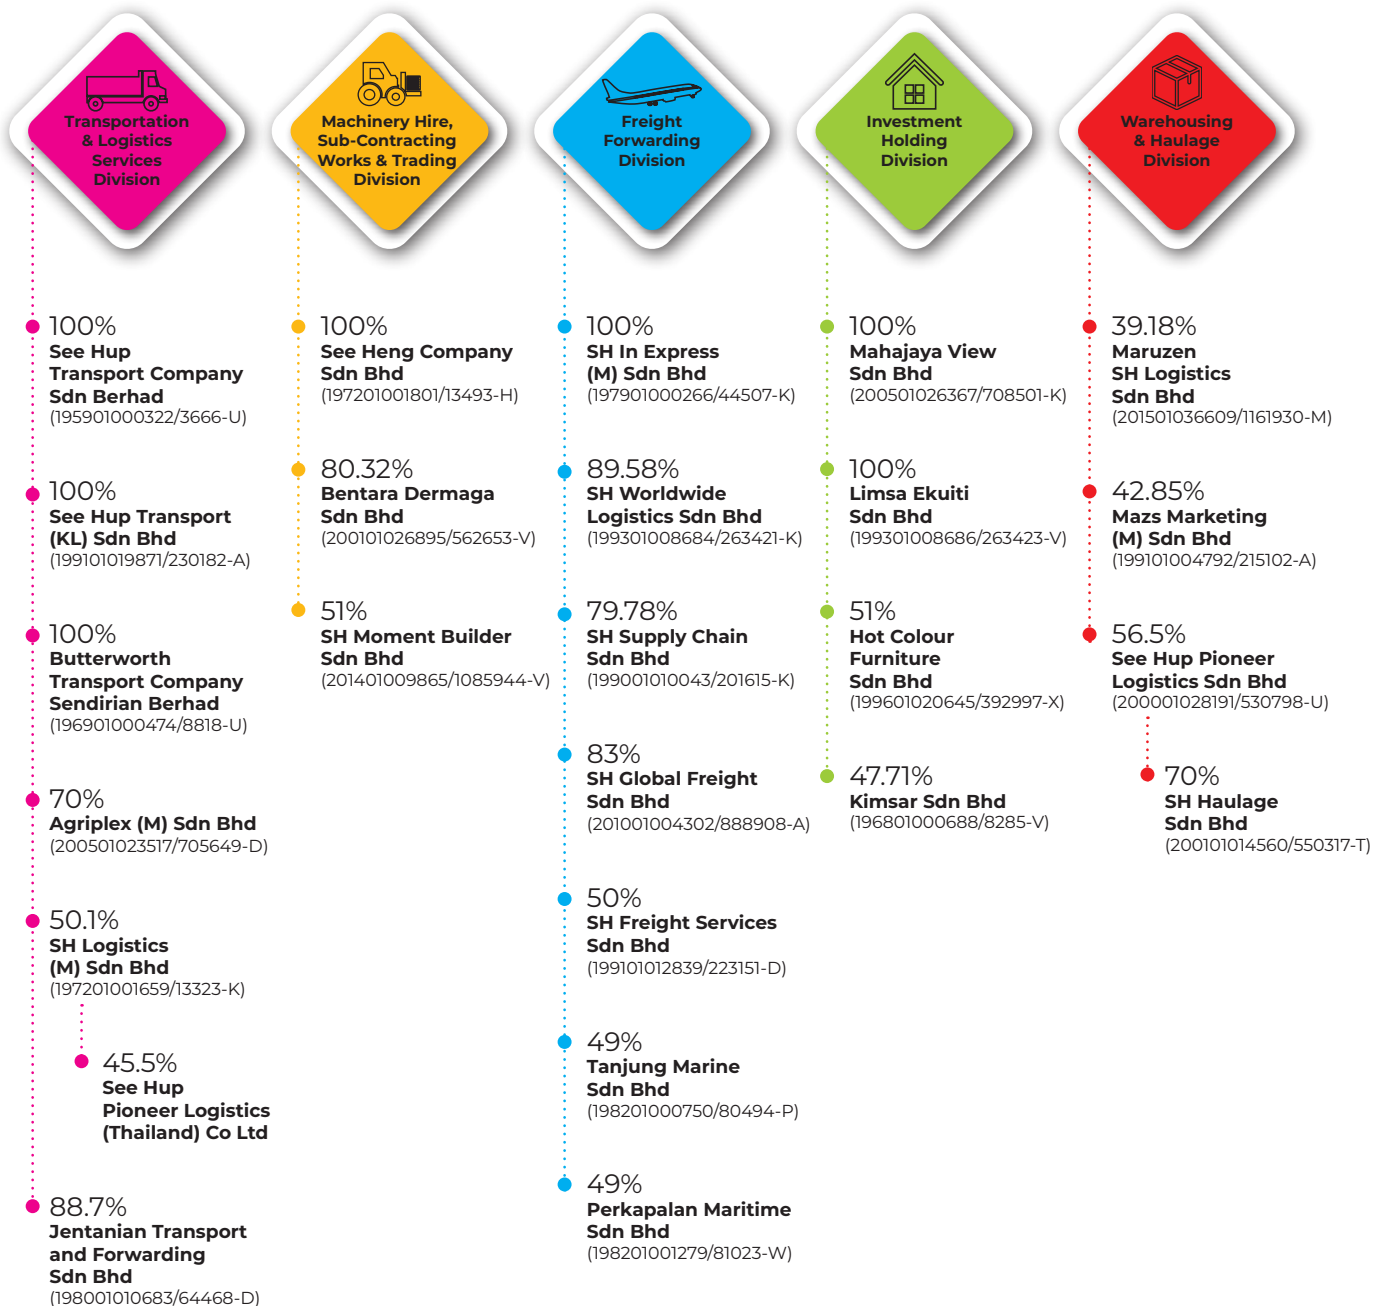 Transportation
& Logistics
Services
Division
100%
See Hup
Transport Company
Sdn Berhad
(195901000322/3666-U)
100%
See Hup Transport
(KL) Sdn Bhd
(199101019871/230182-A)
100%
Butterworth
Transport Company
Sendirian Berhad
(196901000474/8818-U)
70%
Agriplex (M) Sdn Bhd
(200501023517/705649-D)
50.1%
SH Logistics
(M) Sdn Bhd
(197201001659/13323-K)
45.5%
See Hup
Pioneer Logistics
(Thailand) Co Ltd
88.7%
Jentanian Transport
and Forwarding
Sdn Bhd
(198001010683/64468-D)
Machinery Hire,
Sub-Contracting
Works & Trading
Division
100%
See Heng Company
Sdn Bhd
(197201001801/13493-H)
80.32%
Bentara Dermaga
Sdn Bhd
(200101026895/562653-V)
51%
SH Moment Builder
Sdn Bhd
(201401009865/1085944-V)
Freight
Forwarding
Division
100%
SH In Express
(M) Sdn Bhd
(197901000266/44507-K)
89.58%
SH Worldwide
Logistics Sdn Bhd
(199301008684/263421-K)
79.78%
SH Supply Chain
Sdn Bhd
(199001010043/201615-K)
83%
SH Global Freight
Sdn Bhd
(201001004302/888908-A)
50%
SH Freight Services
Sdn Bhd
(199101012839/223151-D)
49%
Tanjung Marine
Sdn Bhd
(198201000750/80494-P)
49%
Perkapalan Maritime
Sdn Bhd
(198201001279/81023-W)
Investment
Holding
Division
100%
Mahajaya View
Sdn Bhd
(200501026367/708501-K)
100%
Limsa Ekuiti
Sdn Bhd
(199301008686/263423-V)
51%
Hot Colour
Furniture
Sdn Bhd
(199601020645/392997-X)
47.71%
Kimsar Sdn Bhd
(196801000688/8285-V)
Warehousing
& Haulage
Division
39.18%
Maruzen
SH Logistics
Sdn Bhd
(201501036609/1161930-M)
42.85%
Mazs Marketing
(M) Sdn Bhd
(199101004792/215102-A)
56.5%
See Hup Pioneer
Logistics Sdn Bhd
(200001028191/530798-U)
70%
SH Haulage
Sdn Bhd
(200101014560/550317-T)